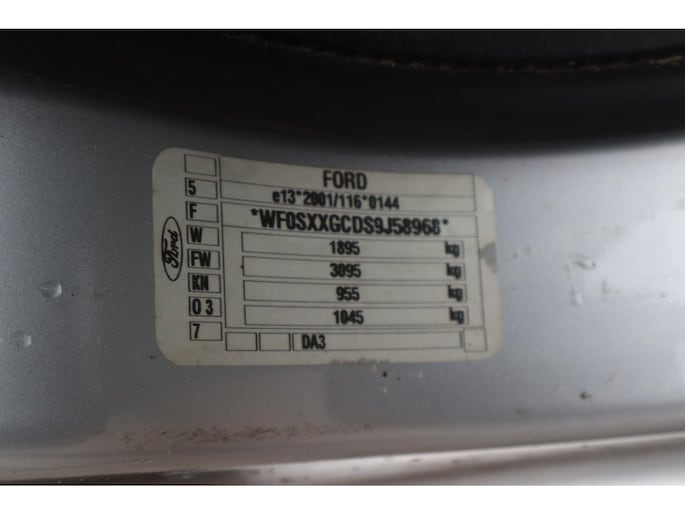 FORD
e13*2001/116*0144
*WF0SXXGCDS9J58968*
1895 kg
3095 kg
955 kg
1045 kg
DA3
5
F
W
FW
KN
0 3
7
Ford